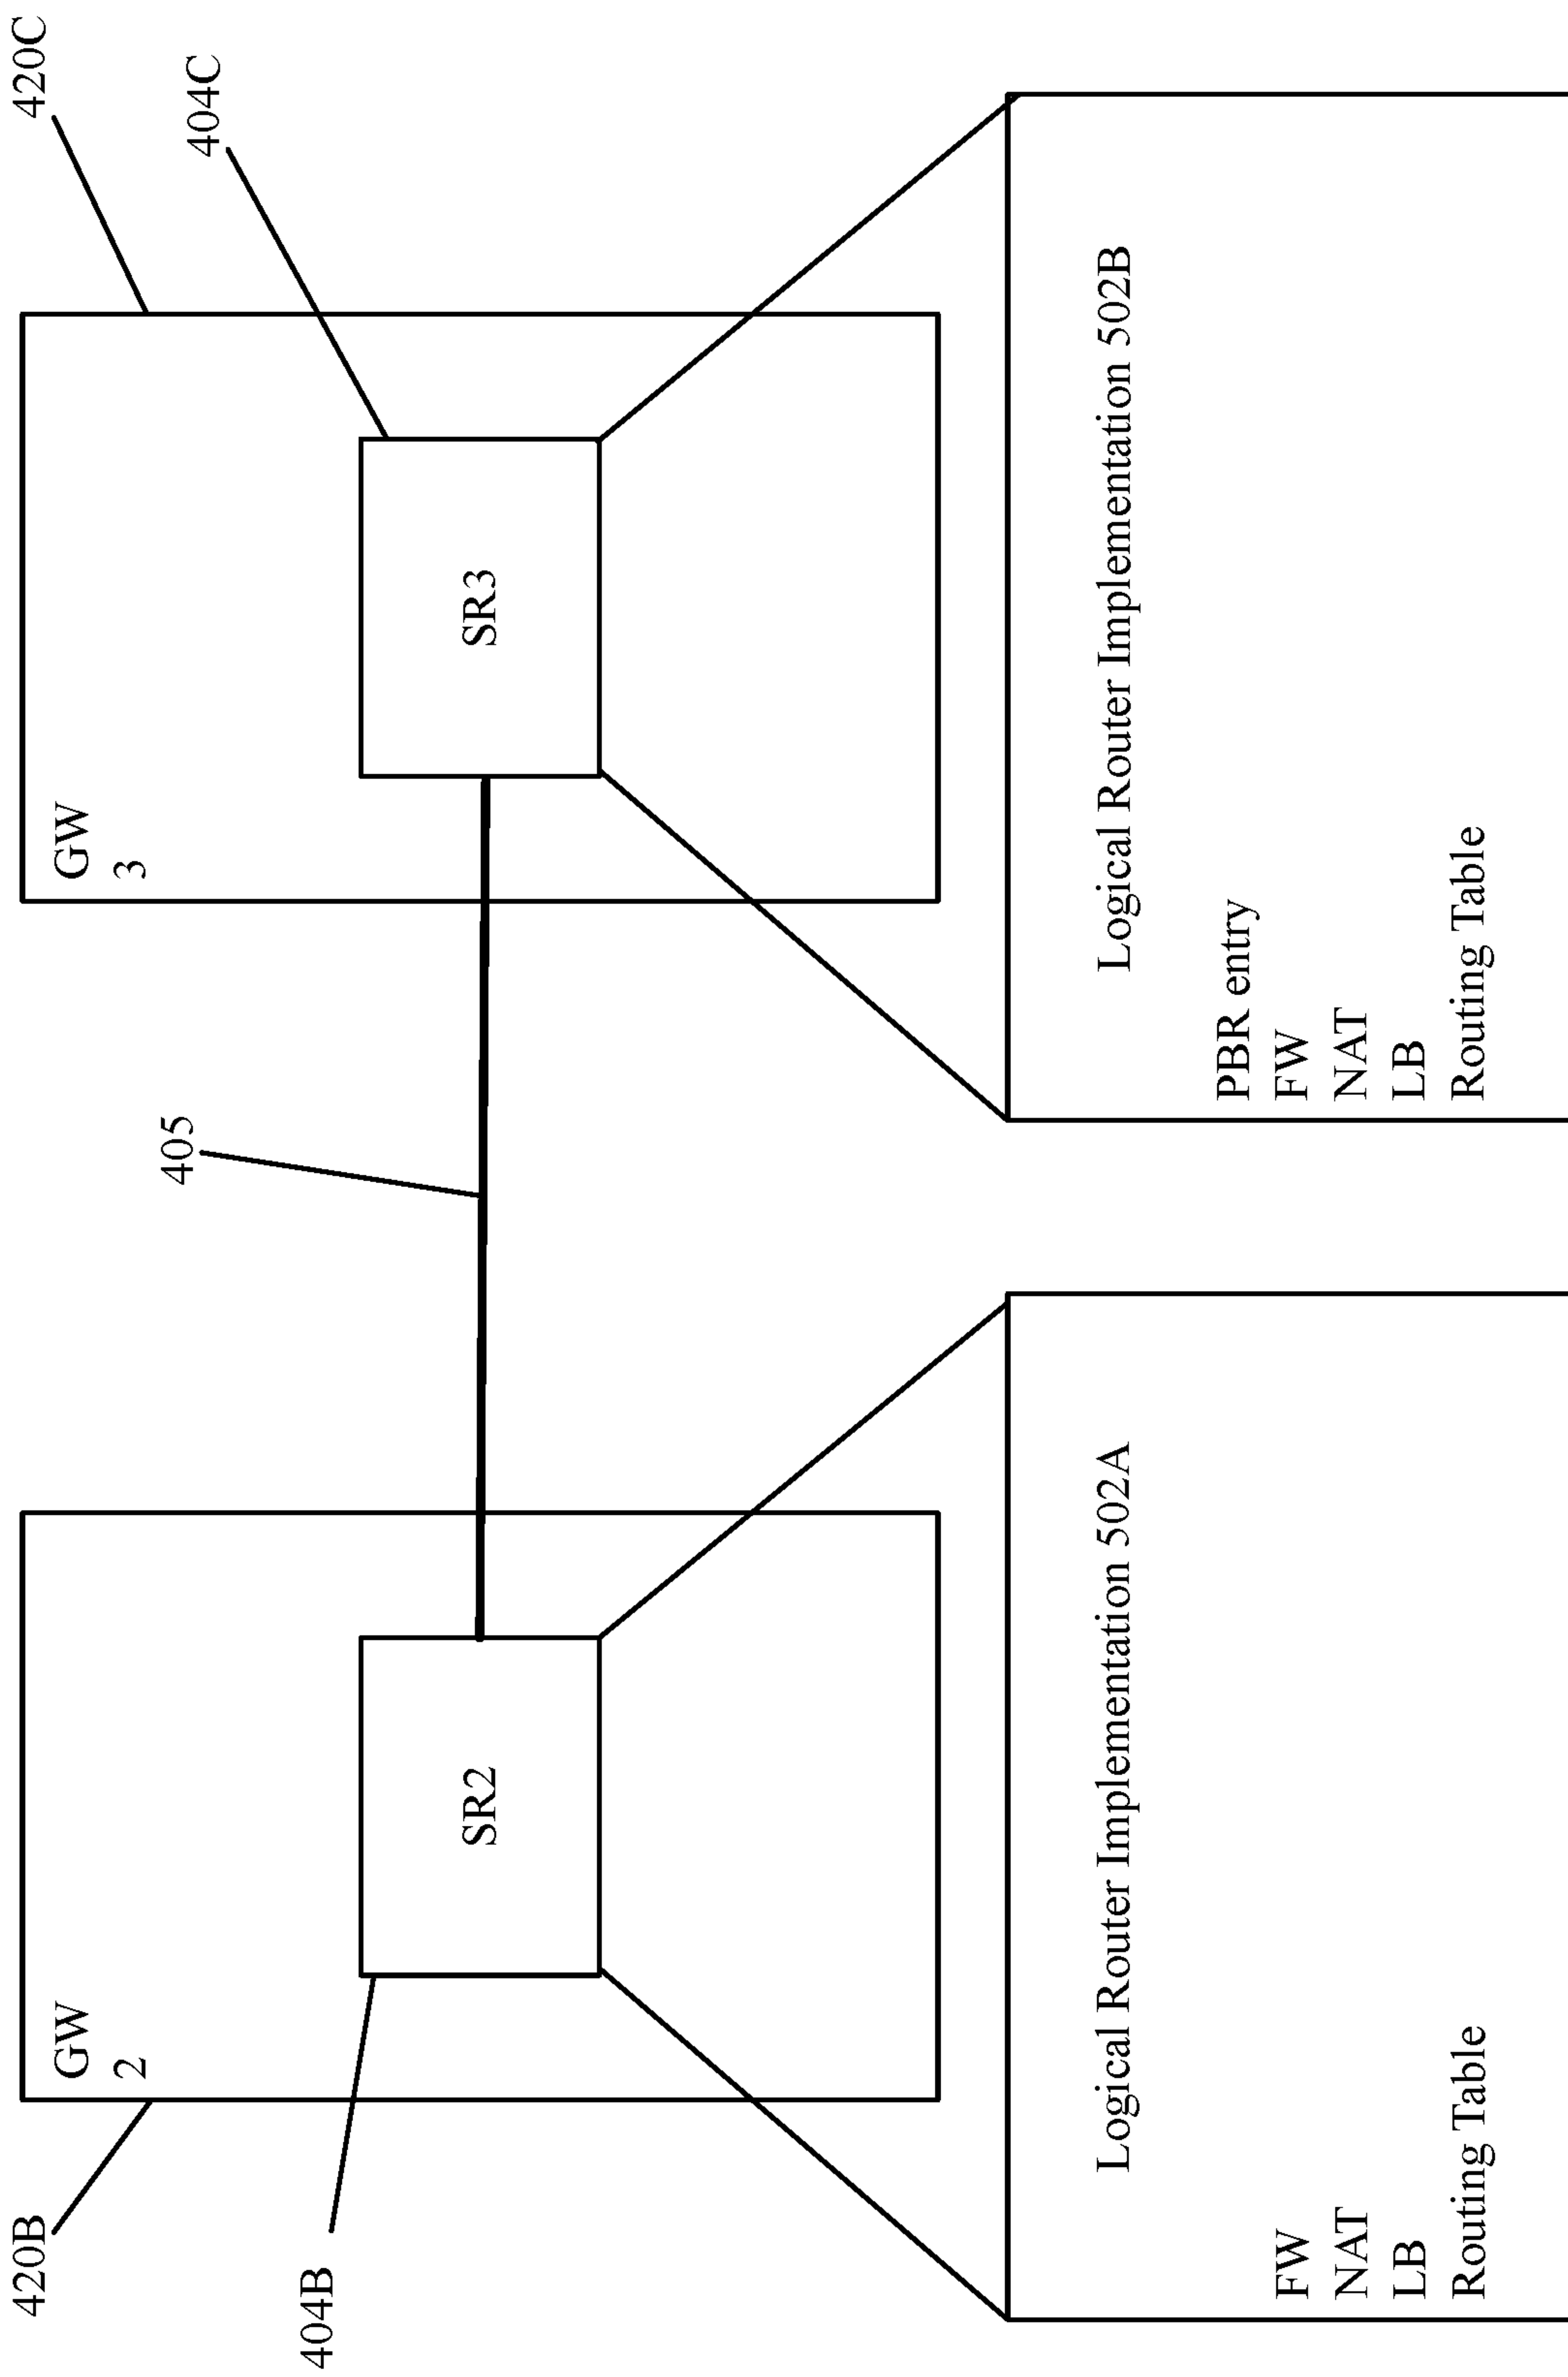 420B
GW
2
404B
SR2
405
420C
GW
3
404C
SR3
Logical Router Implementation 502A
FW
NAT
LB
Routing Table
Logical Router Implementation 502B
PBR entry
FW
NAT
LB
Routing Table